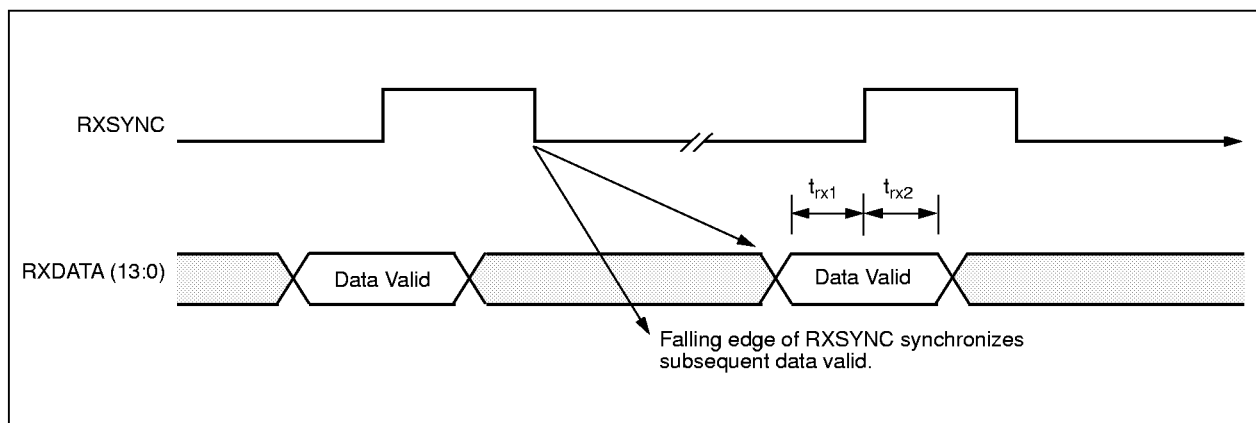 RXSYNC
t_rx1
t_rx2
RXDATA (13:0)
Data Valid
Data Valid
Falling edge of RXSYNC synchronizes
subsequent data valid.